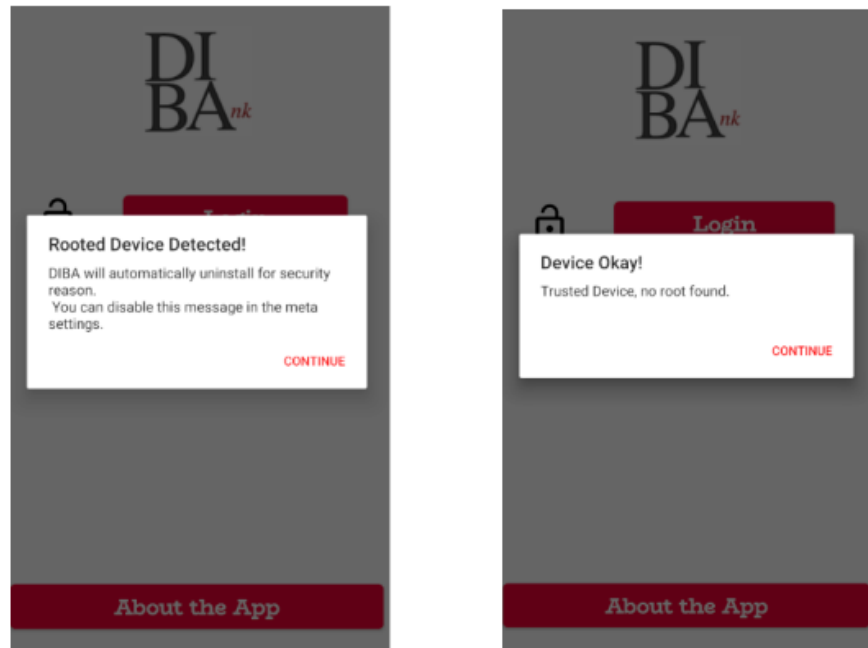 DI
BAnk
Login
Rooted Device Detected!
DIBA will automatically uninstall for security
reason.
You can disable this message in the meta
settings.
CONTINUE
About the App
DI
BAnk
Login
Device Okay!
Trusted Device, no root found.
CONTINUE
About the App